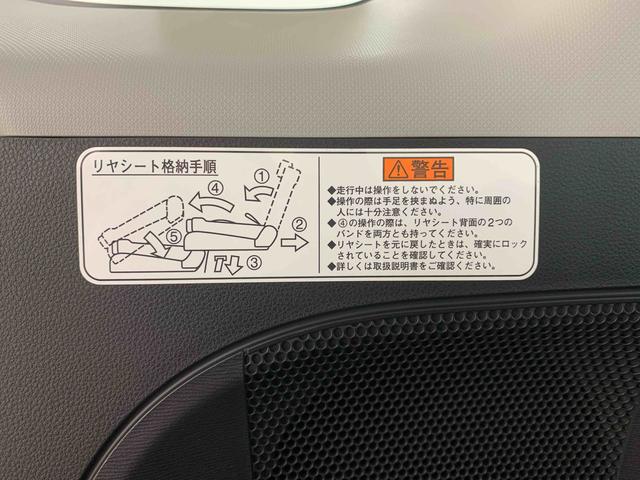 リヤシート格納手順
①
②
③
④
⑤
⚠警告
◆走行中は操作をしないでください。
◆操作の際は手足を挟まぬよう、特に周囲の
人には十分注意ください。
◆④の操作の際は、リヤシート背面の2つの
バンドを両方とも持ってください。
◆リヤシートを元に戻したときは、確実にロック
されていることを確認してください。
◆詳しくは取扱説明書をご確認ください。